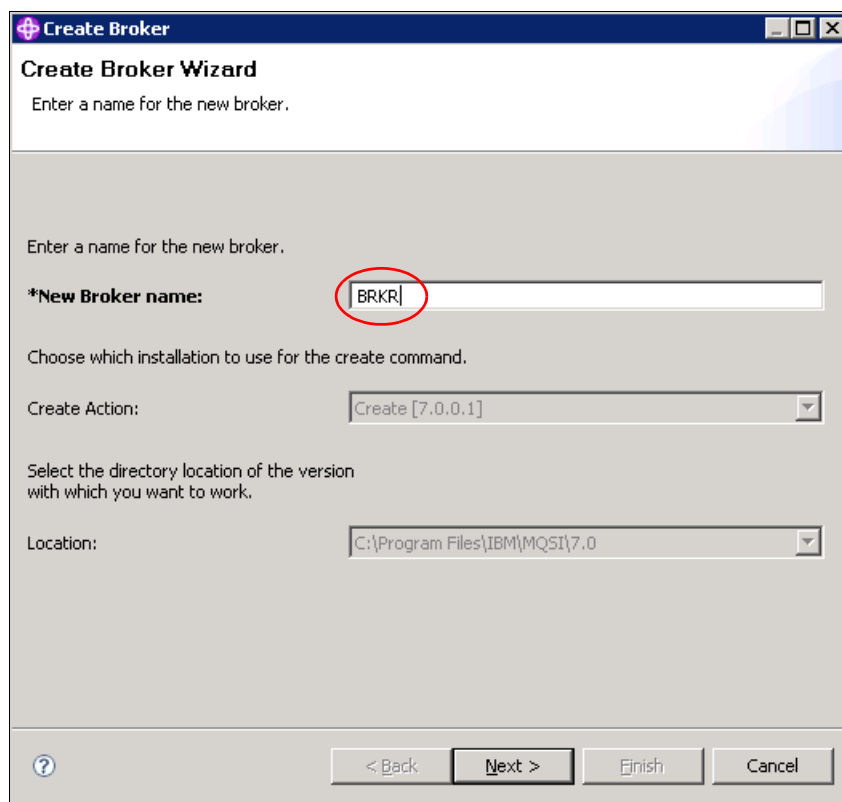 Create Broker
Create Broker Wizard
Enter a name for the new broker.
Enter a name for the new broker.
*New Broker name: BRKR
Choose which installation to use for the create command.
Create Action: Create [7.0.0.1]
Select the directory location of the version
with which you want to work.
Location: C:\Program Files\IBM\MQSI\7.0
? < Back Next > Finish Cancel